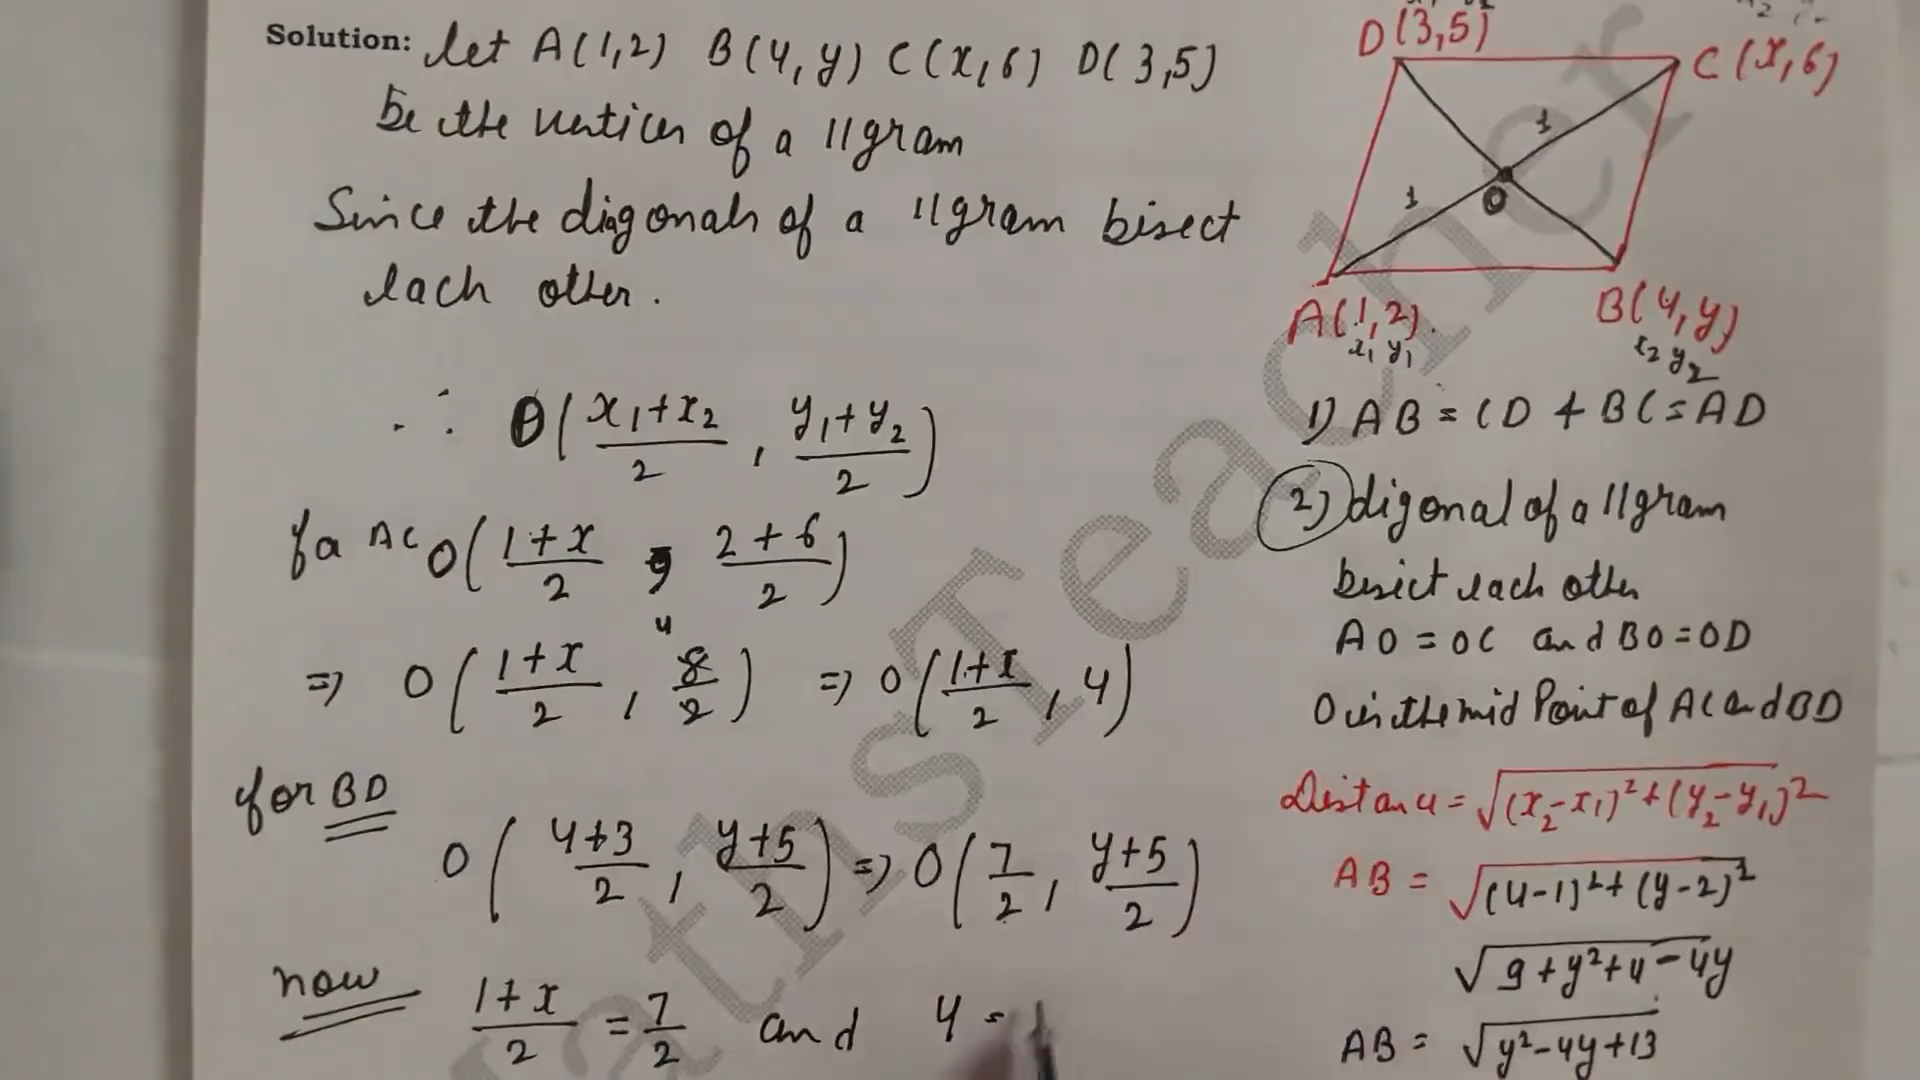 Solution: let A(1,2) B(4,y) C(x,6) D(3,5)
be the vertices of a ||gram
Since the diagonals of a ||gram bisect
each other.
∴ O(x₁+x₂/2, y₁+y₂/2)
fa AC O(1+x/2, 2+6/2)
⇒ O(1+x/2, 8/2) 4 ⇒ O(1+x/2, 4)
for BD
O(4+3/2, y+5/2) ⇒ O(7/2, y+5/2)
now 1+x/2 = 7/2 and 4 =
D(3,5)
C(x,6)
1
1
O
A(1,2).
x₁ y₁
B(4,y)
x₂ y₂
1) AB = CD + BC = AD
2) digonal of a ||gram
bisect each other
AO = OC and BO = OD
O is the mid Point of AC and BD
Distance = √(x₂-x₁)²+(y₂-y₁)²
AB = √(4-1)²+(y-2)²
√9+y²+4-4y
AB = √y²-4y+13
MathsTeacher